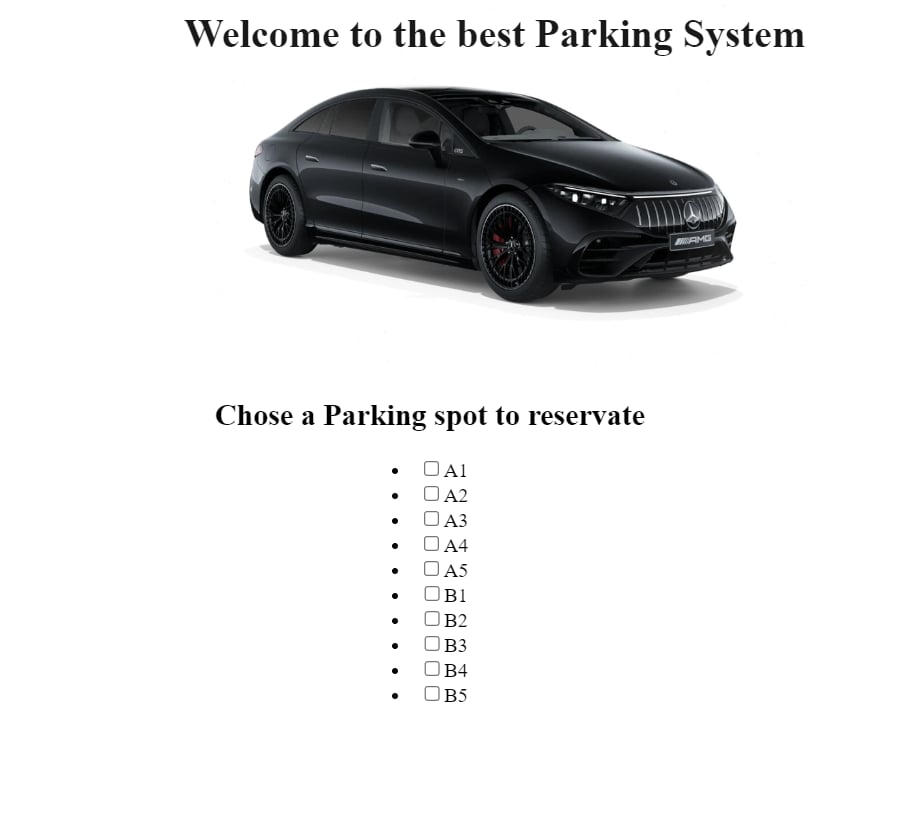 Welcome to the best Parking System
AMG
Chose a Parking spot to reservate
A1
A2
A3
A4
A5
B1
B2
B3
B4
B5